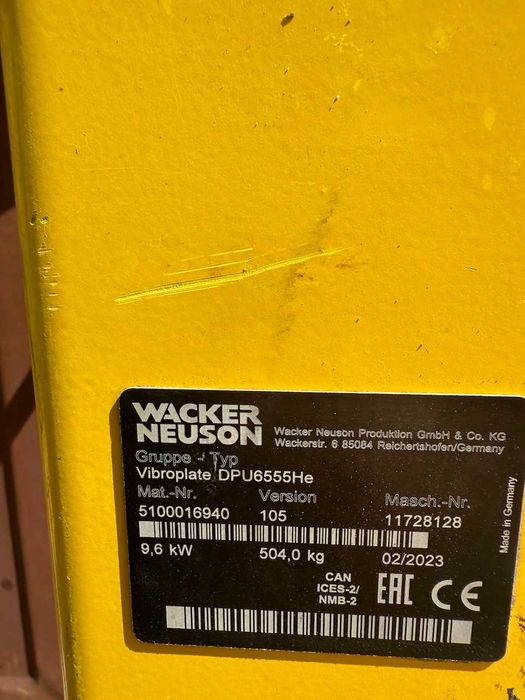 WACKER
NEUSON
Wacker Neuson Produktion GmbH & Co. KG
Wackerstr. 6 85084 Reichertshofen/Germany
Gruppe - Typ
Vibroplate DPU6555He
Mat.-Nr. Version Masch.-Nr.
5100016940 105 11728128
9,6 kW 504,0 kg 02/2023
CAN
ICES-2/
NMB-2
EAC CE
Made in Germany